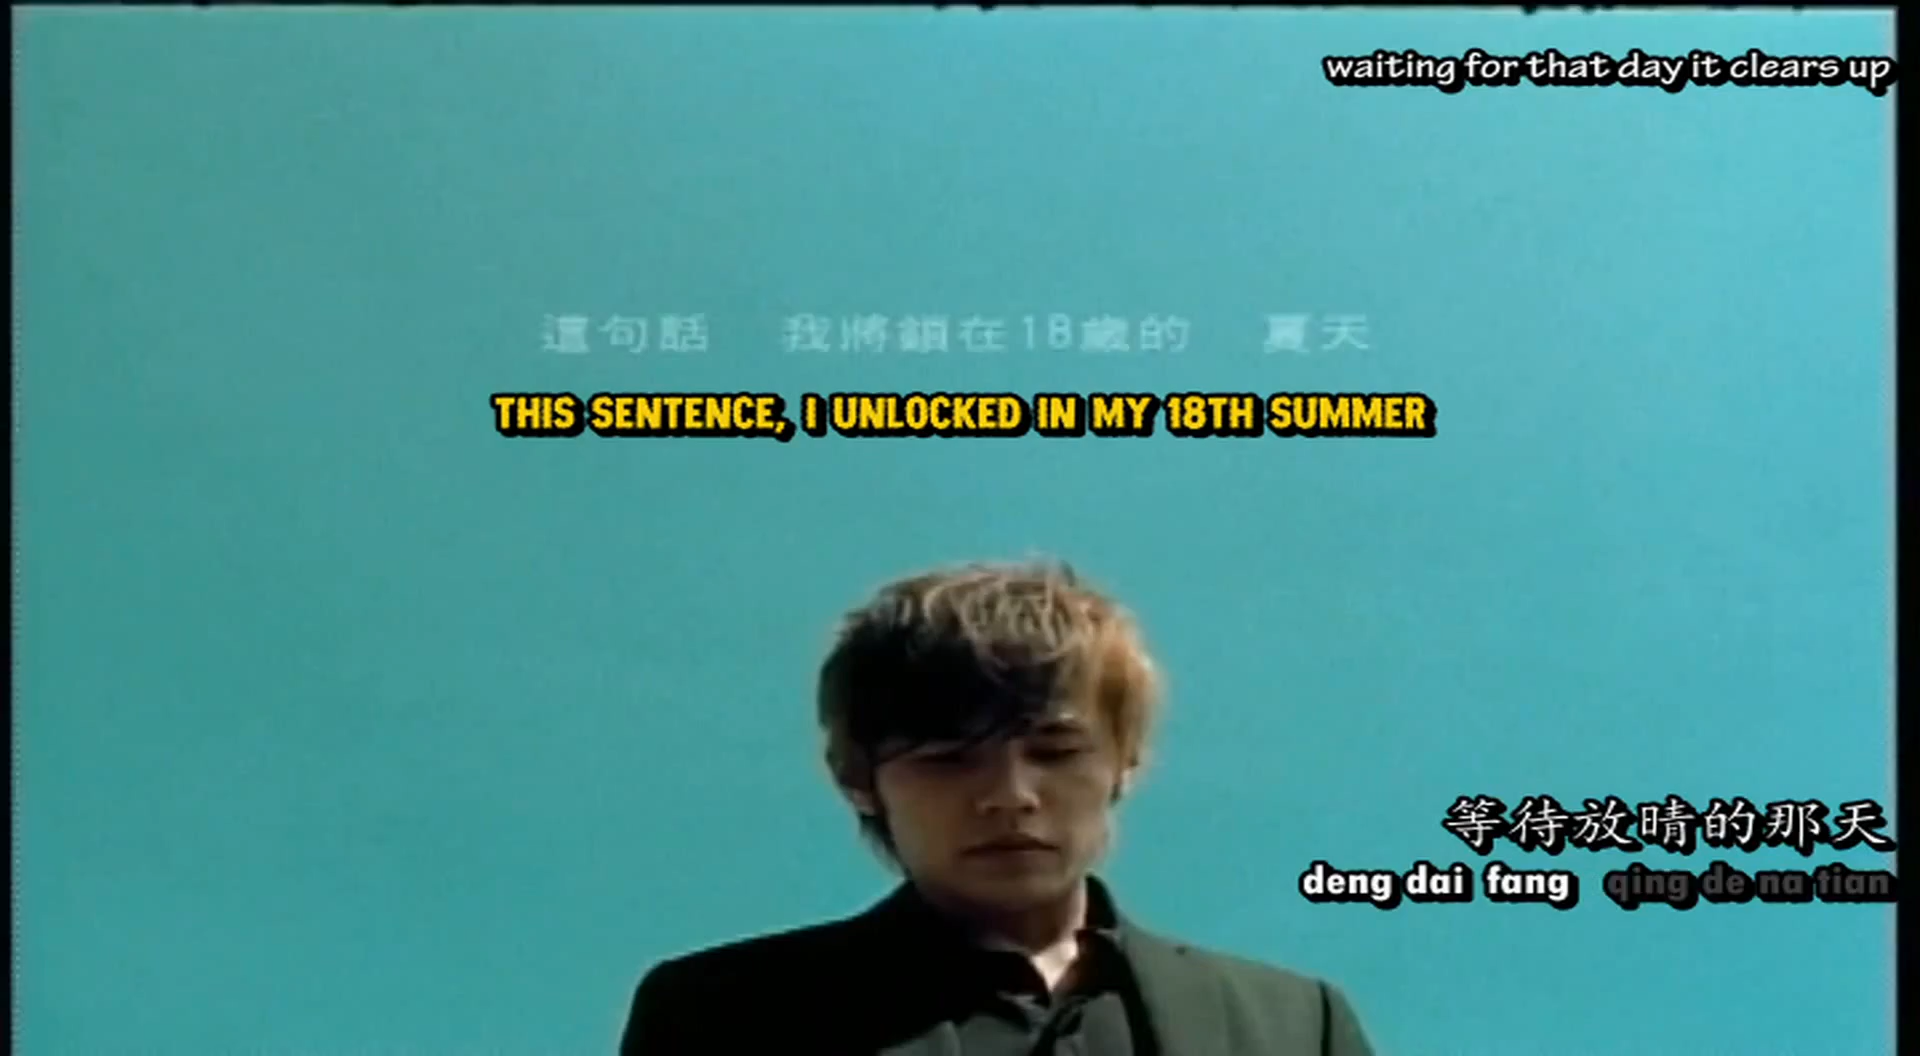 waiting for that day it clears up
這句話 我將鎖在18歲的 夏天
THIS SENTENCE, I UNLOCKED IN MY 18TH SUMMER
等待放晴的那天
deng dai fang qing de na tian